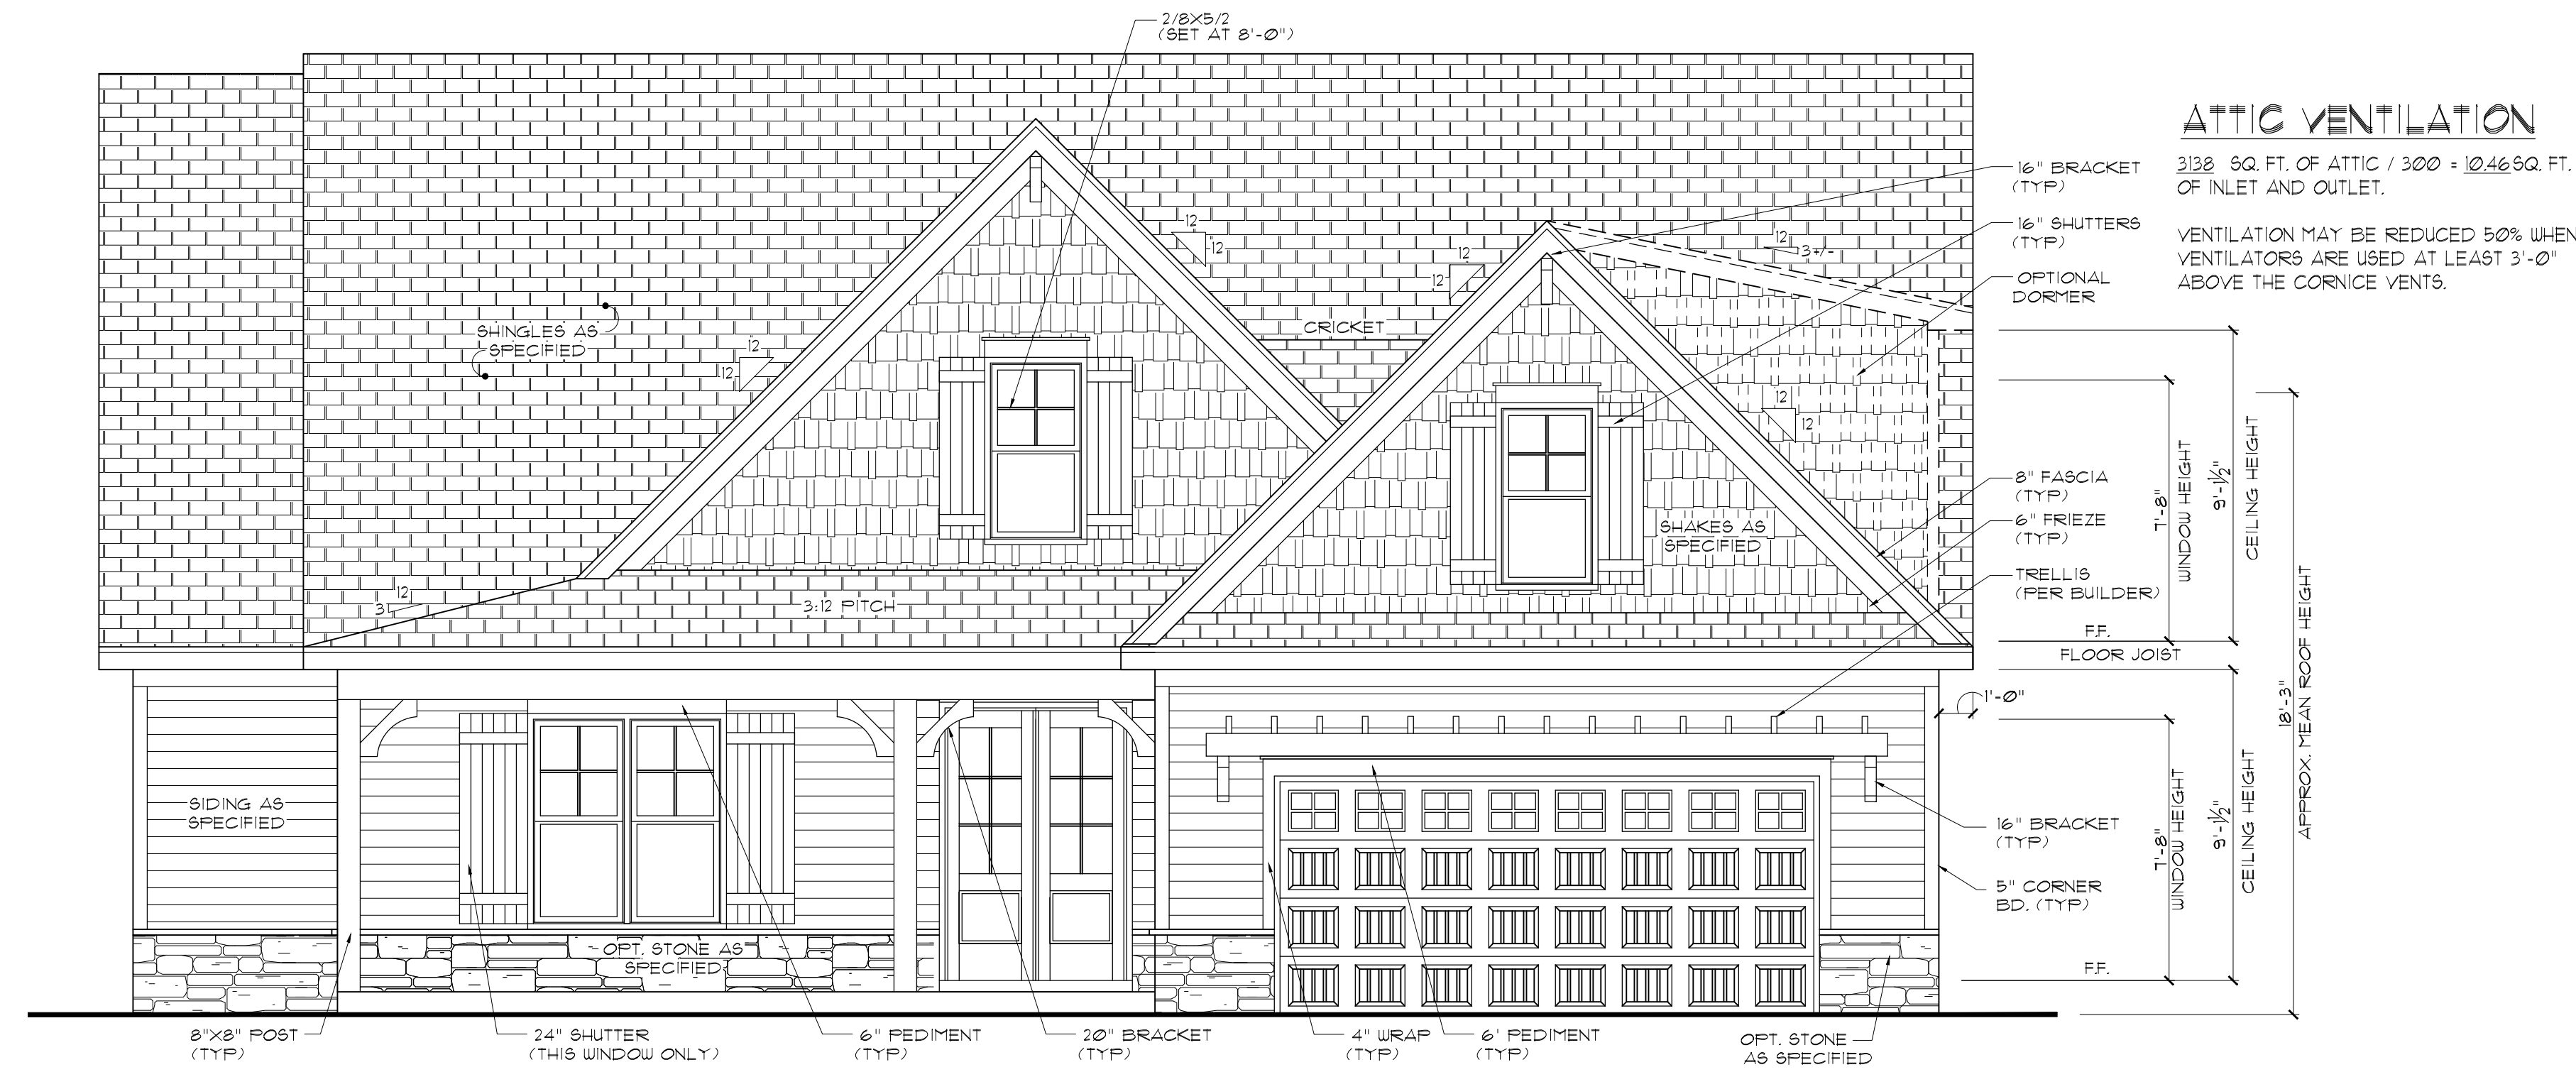 2/8X5/2
(SET AT 8'-0")
ATTIC VENTILATION
3138 SQ. FT. OF ATTIC / 300 = 10.46 SQ. FT.
OF INLET AND OUTLET.
VENTILATION MAY BE REDUCED 50% WHEN
VENTILATORS ARE USED AT LEAST 3'-0"
ABOVE THE CORNICE VENTS.
16" BRACKET
(TYP)
16" SHUTTERS
(TYP)
OPTIONAL
DORMER
12
12
12
3+/-
12
12
CRICKET
SHINGLES AS
SPECIFIED
12
12
12
12
8" FASCIA
(TYP)
6" FRIEZE
(TYP)
TRELLIS
(PER BUILDER)
SHAKES AS
SPECIFIED
12
3
3:12 PITCH
F.F.
FLOOR JOIST
7'-8"
WINDOW HEIGHT
9'-1/2"
CEILING HEIGHT
18'-3"
APPROX. MEAN ROOF HEIGHT
1'-0"
SIDING AS
SPECIFIED
16" BRACKET
(TYP)
5" CORNER
BD. (TYP)
7'-8"
WINDOW HEIGHT
9'-1/2"
CEILING HEIGHT
OPT. STONE AS
SPECIFIED
F.F.
8"X8" POST
(TYP)
24" SHUTTER
(THIS WINDOW ONLY)
6" PEDIMENT
(TYP)
20" BRACKET
(TYP)
4" WRAP
(TYP)
6' PEDIMENT
(TYP)
OPT. STONE
AS SPECIFIED